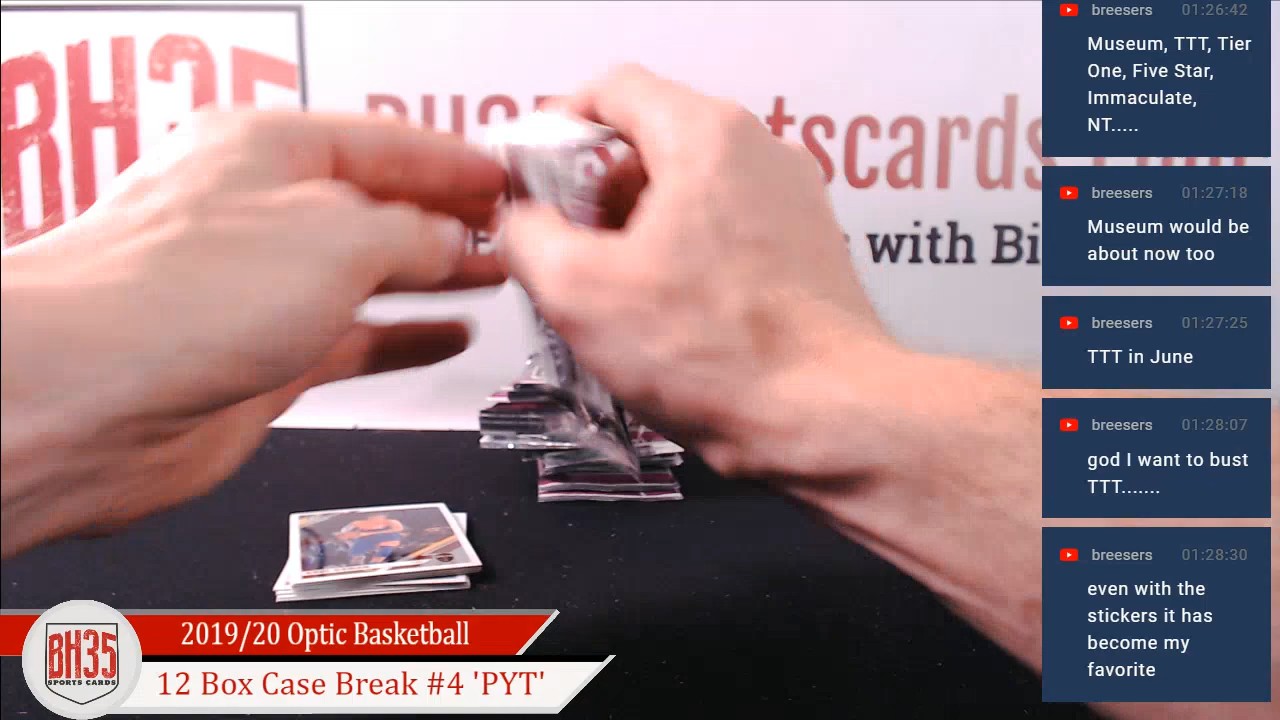 BH35
with Bi
breesers 01:26:42
Museum, TTT, Tier
One, Five Star,
Immaculate,
NT.....
breesers 01:27:18
Museum would be
about now too
breesers 01:27:25
TTT in June
breesers 01:28:07
god I want to bust
TTT.......
breesers 01:28:30
even with the
stickers it has
become my
favorite
2019/20 Optic Basketball
12 Box Case Break #4 'PYT'
BH35
SPORTS CARDS